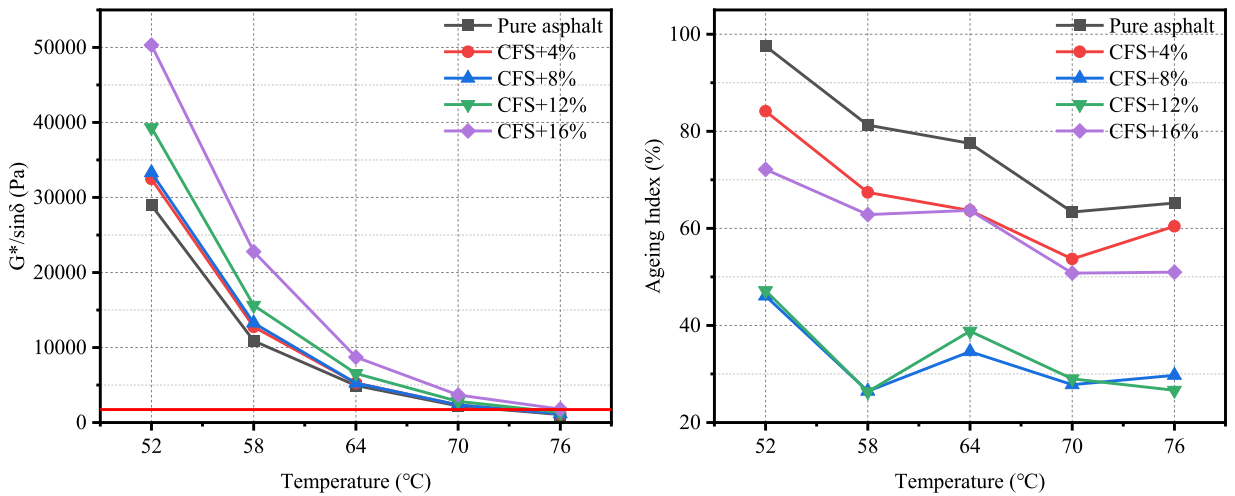 Pure asphalt
CFS+4%
CFS+8%
CFS+12%
CFS+16%
50000
40000
30000
20000
10000
0
G*/sinδ (Pa)
52
58
64
70
76
Temperature (℃)
Pure asphalt
CFS+4%
CFS+8%
CFS+12%
CFS+16%
100
80
60
40
20
Ageing Index (%)
52
58
64
70
76
Temperature (℃)